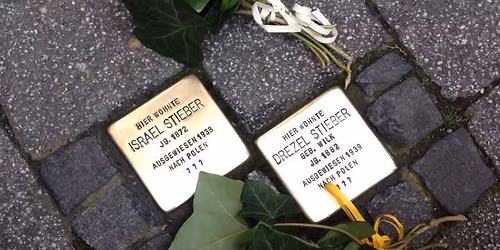 HIER WOHNTE
ISRAEL STIEBER
JG. 1872
AUSGEWIESEN 1938
NACH POLEN
? ? ?
HIER WOHNTE
DREZEL STIEBER
GEB. WILK
JG. 1882
AUSGEWIESEN 1939
NACH POLEN
? ? ?